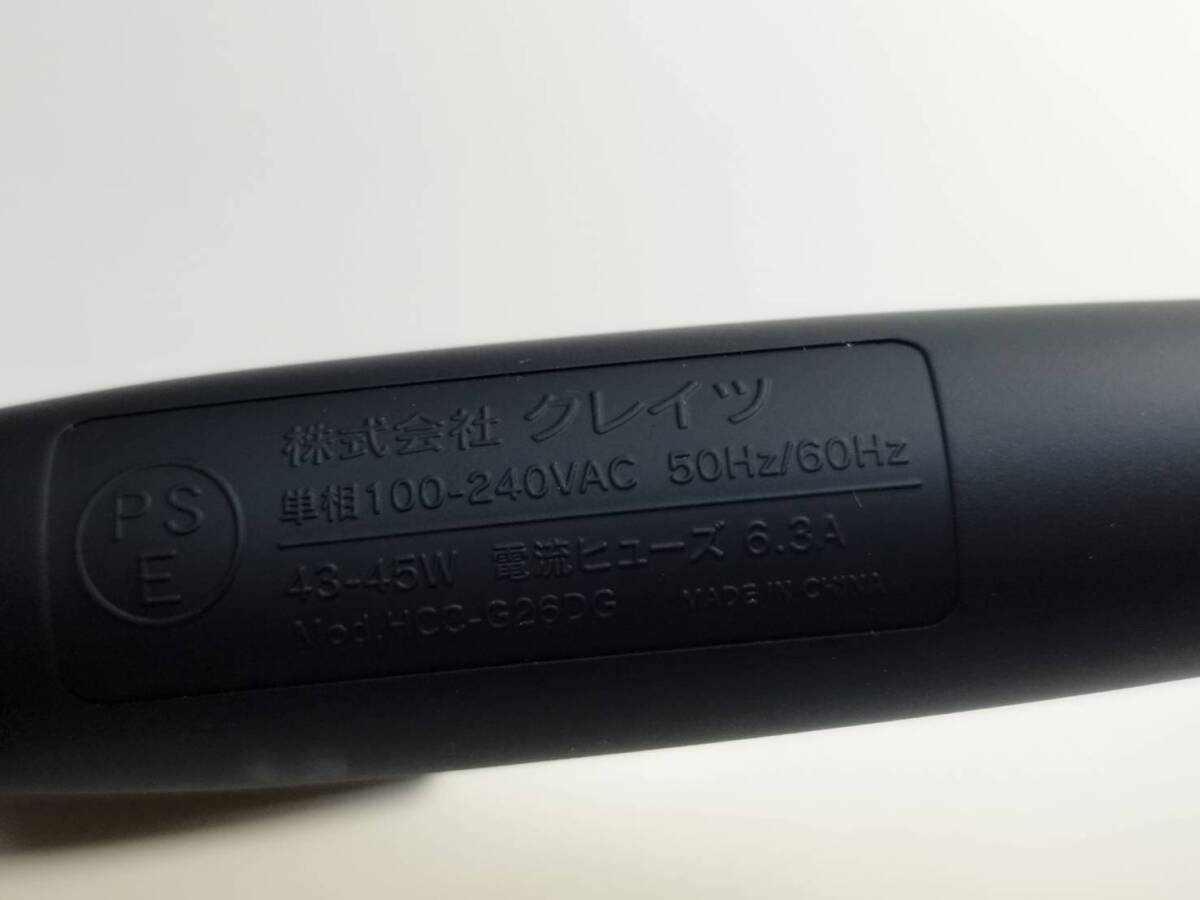 PS
E
株式会社 クレイツ
単相100-240VAC 50Hz/60Hz
43-45W 電流ヒューズ 6.3A
Mod.HCC-G26DG MADE IN CHINA